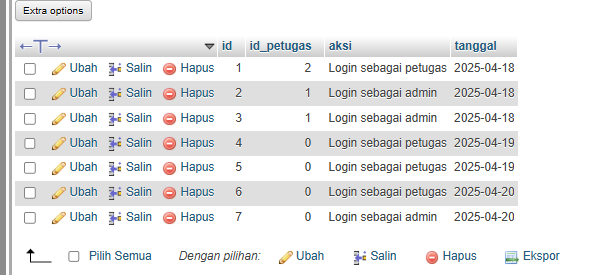 Extra options
←T→ id id_petugas aksi tanggal
Ubah Salin Hapus 1 2 Login sebagai petugas 2025-04-18
Ubah Salin Hapus 2 1 Login sebagai admin 2025-04-18
Ubah Salin Hapus 3 1 Login sebagai admin 2025-04-18
Ubah Salin Hapus 4 0 Login sebagai petugas 2025-04-19
Ubah Salin Hapus 5 0 Login sebagai petugas 2025-04-19
Ubah Salin Hapus 6 0 Login sebagai petugas 2025-04-20
Ubah Salin Hapus 7 0 Login sebagai admin 2025-04-20
Pilih Semua Dengan pilihan: Ubah Salin Hapus Ekspor